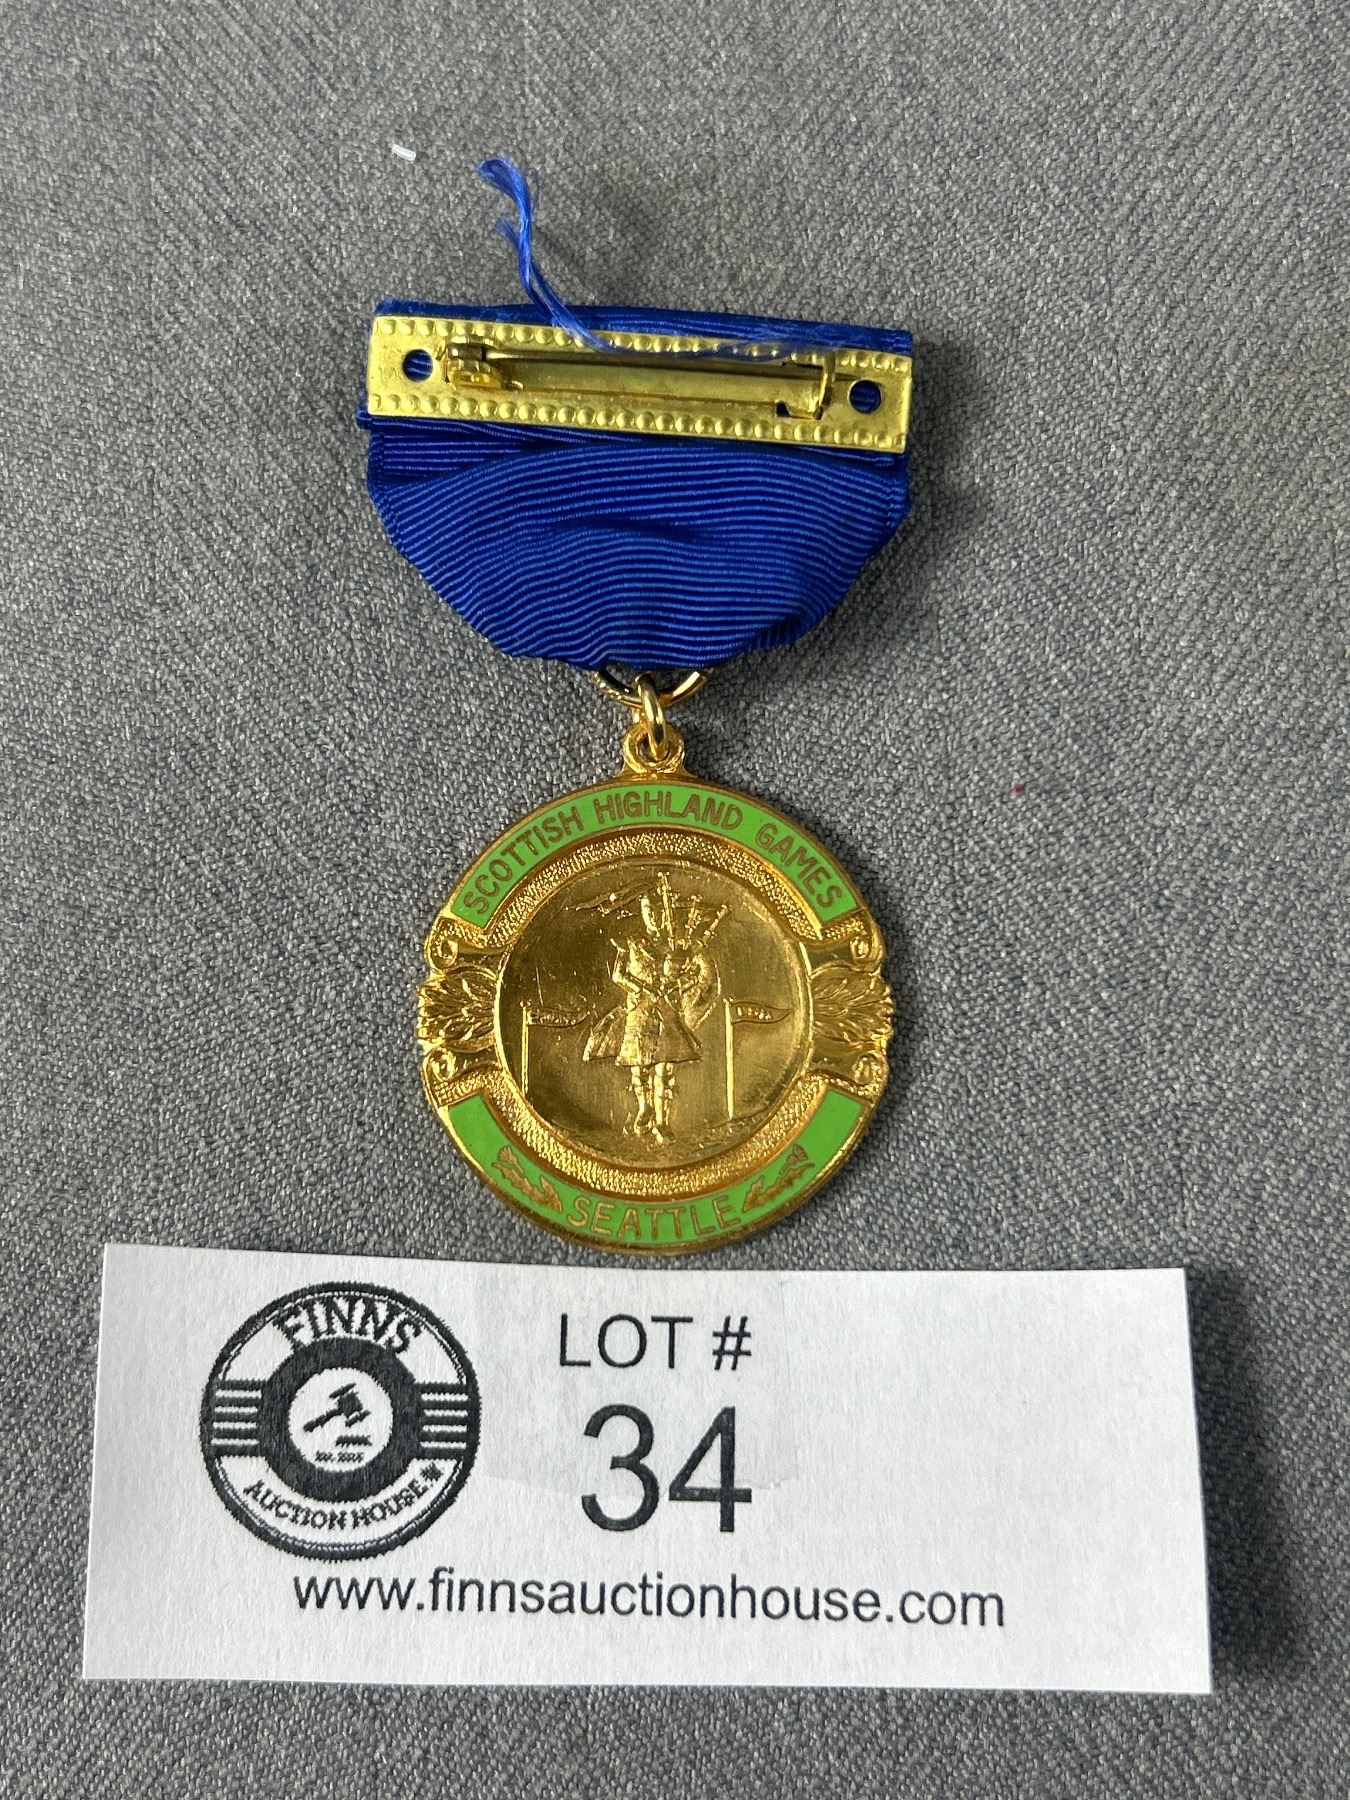 SCOTTISH HIGHLAND GAMES
SEATTLE
FINNS
AUCTION HOUSE
LOT #
34
www.finnsauctionhouse.com